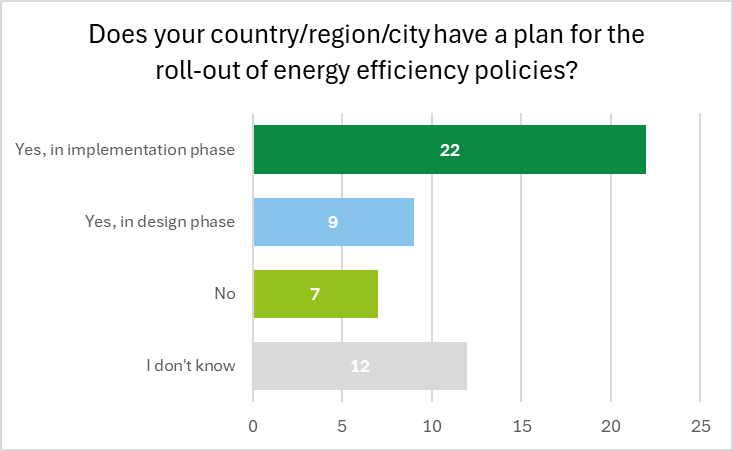 Does your country/region/city have a plan for the
roll-out of energy efficiency policies?
Yes, in implementation phase
22
Yes, in design phase
9
No
7
I don't know
12
0 5 10 15 20 25